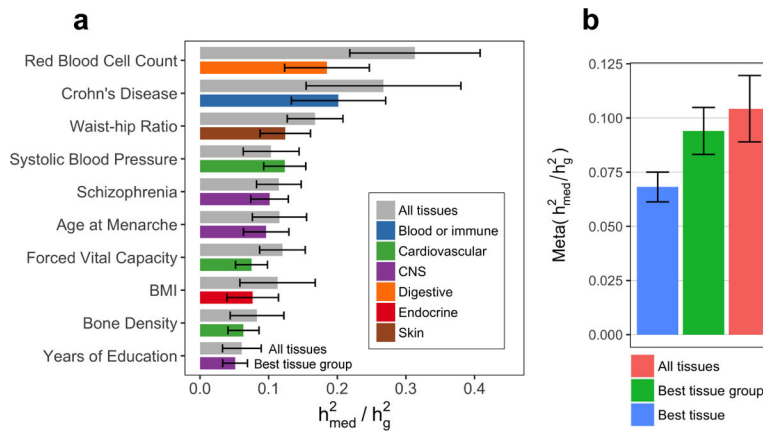 a
Red Blood Cell Count
Crohn's Disease
Waist-hip Ratio
Systolic Blood Pressure
Schizophrenia
Age at Menarche
Forced Vital Capacity
BMI
Bone Density
Years of Education
All tissues
Blood or immune
Cardiovascular
CNS
Digestive
Endocrine
Skin
All tissues
Best tissue group
0.0 0.1 0.2 0.3 0.4
h²med / h²g
b
Meta( h²med/h²g)
0.125
0.100
0.075
0.050
0.025
0.000
All tissues
Best tissue group
Best tissue